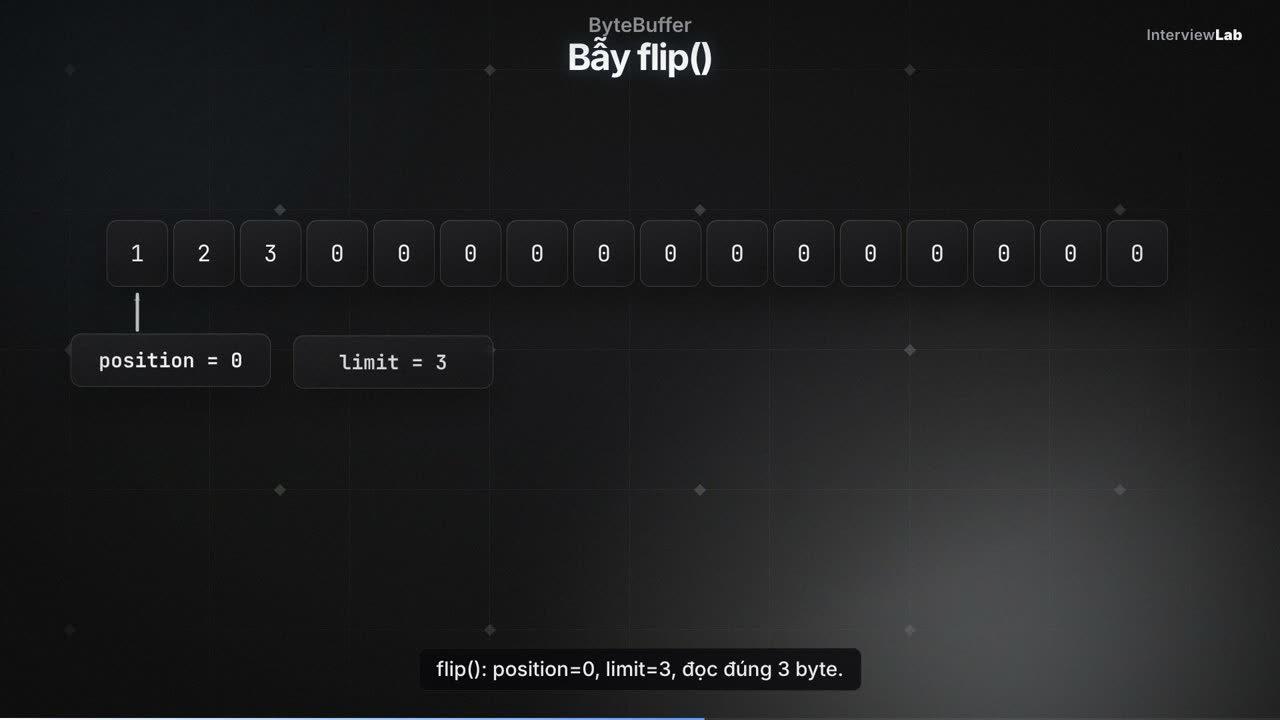 ByteBuffer
Bẫy flip()
InterviewLab
1 2 3 0 0 0 0 0 0 0 0 0 0 0 0 0
position = 0
limit = 3
flip(): position=0, limit=3, đọc đúng 3 byte.